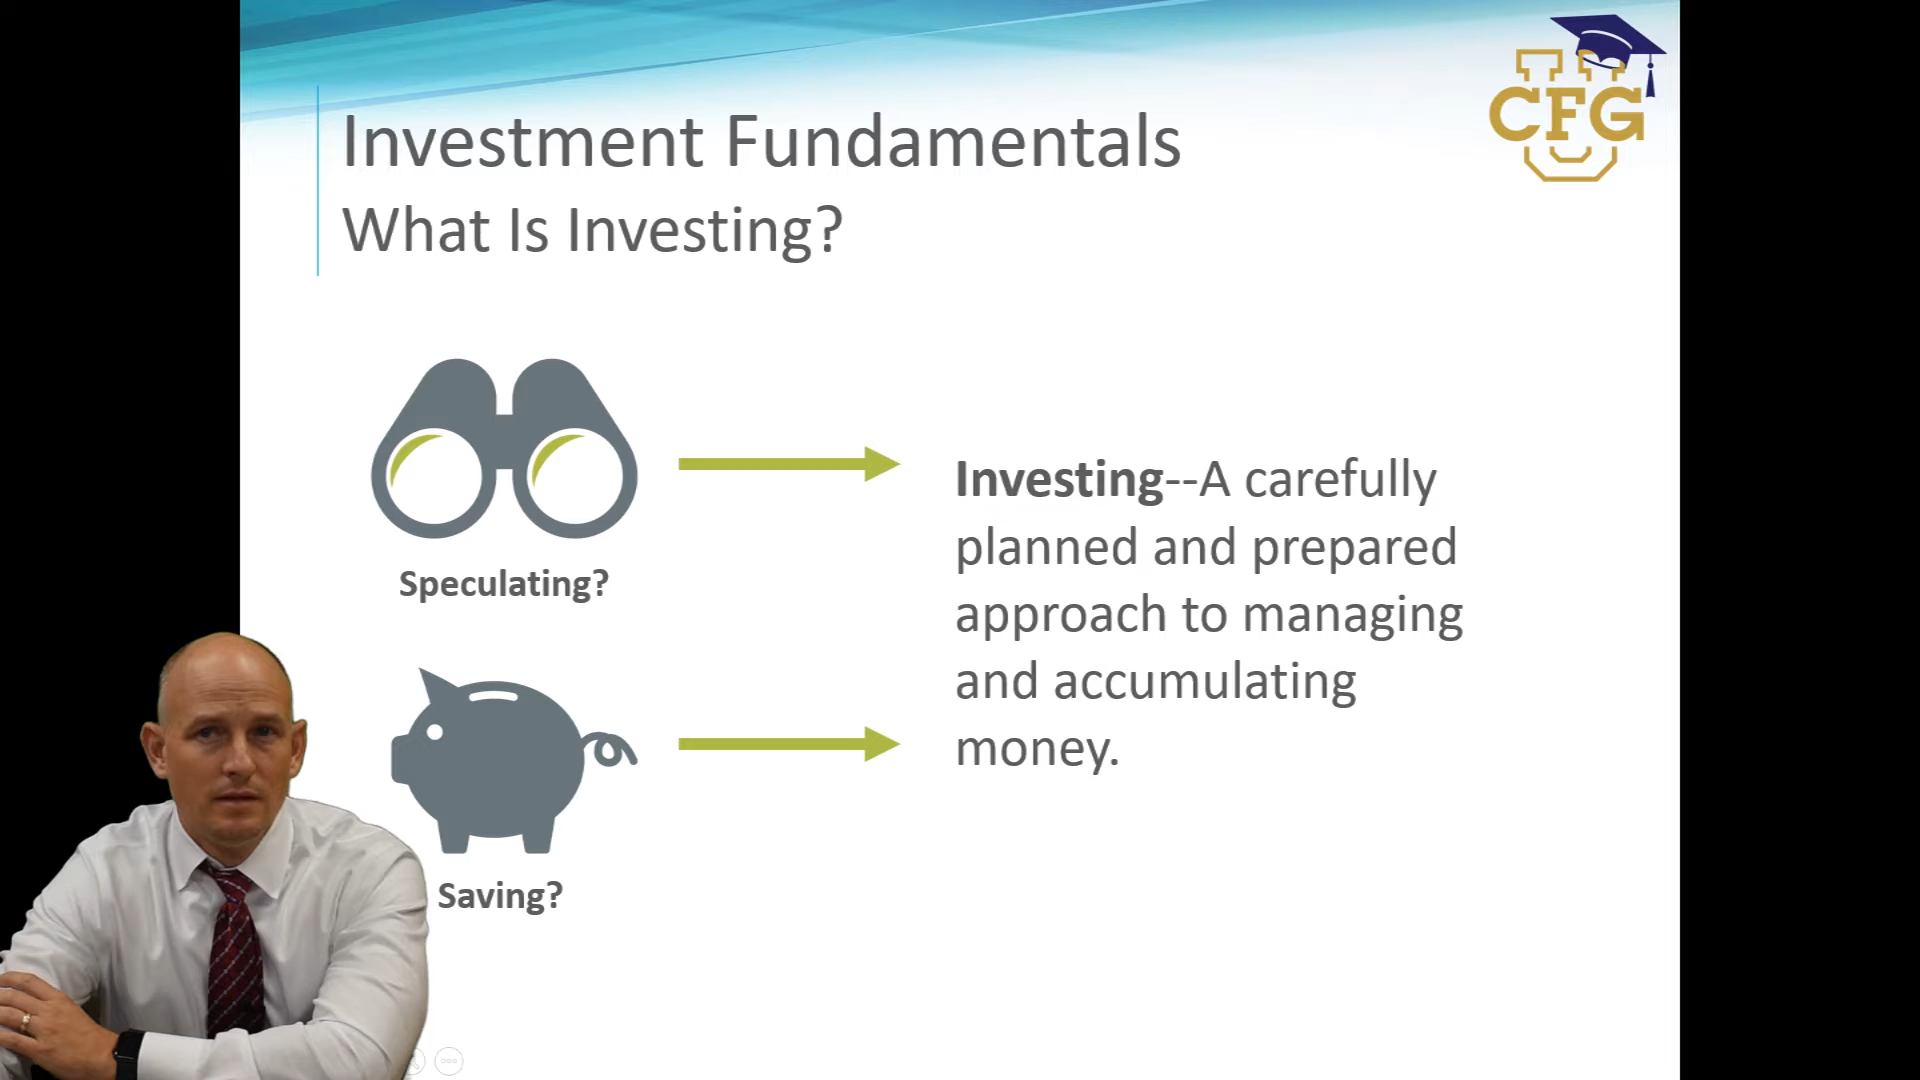 U
CFG
Investment Fundamentals
What Is Investing?
Speculating?
Investing--A carefully
planned and prepared
approach to managing
and accumulating
money.
Saving?